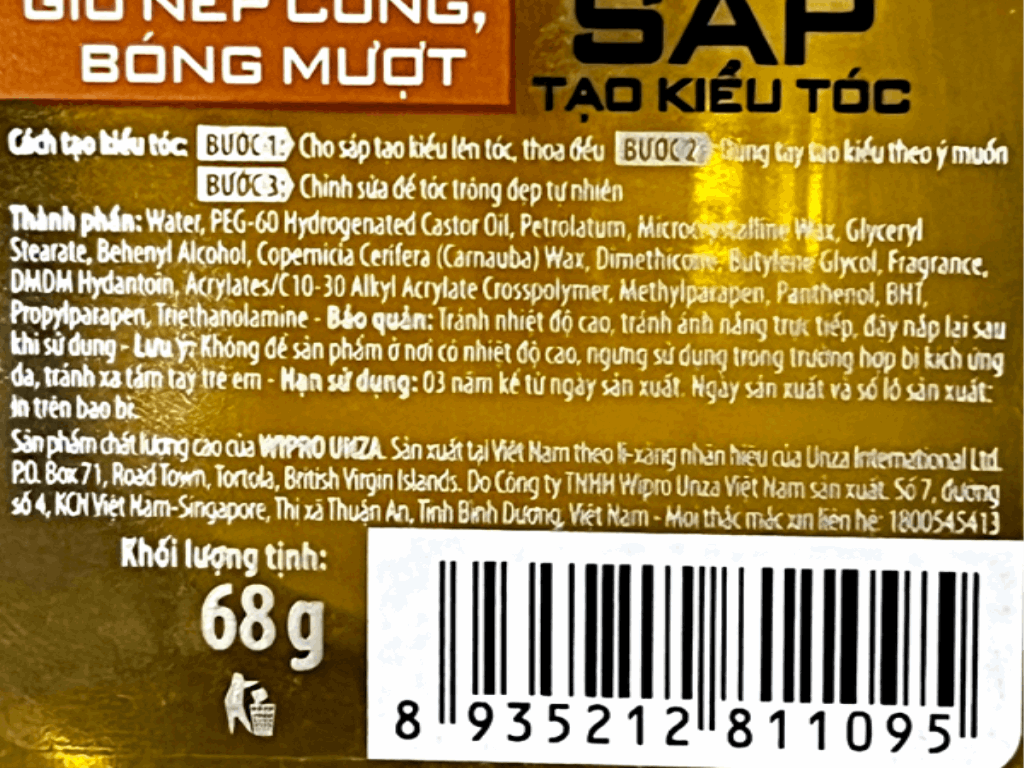 GIỮ NẾP CỨNG,
BÓNG MƯỢT
SÁP
TẠO KIỂU TÓC
Cách tạo kiểu tóc: BƯỚC 1: Cho sáp tạo kiểu lên tóc, thoa đều BƯỚC 2: Dùng tay tạo kiểu theo ý muốn
BƯỚC 3: Chỉnh sửa để tóc trông đẹp tự nhiên
Thành phần: Water, PEG-60 Hydrogenated Castor Oil, Petrolatum, Microcrystalline Wax, Glyceryl
Stearate, Behenyl Alcohol, Copernicia Cerifera (Carnauba) Wax, Dimethicone, Butylene Glycol, Fragrance,
DMDM Hydantoin, Acrylates/C10-30 Alkyl Acrylate Crosspolymer, Methylparapen, Panthenol, BHT,
Propylparapen, Triethanolamine - Bảo quản: Tránh nhiệt độ cao, tránh ánh nắng trực tiếp, đậy nắp lại sau
khi sử dụng - Lưu ý: Không để sản phẩm ở nơi có nhiệt độ cao, ngưng sử dụng trong trường hợp bị kích ứng
da, tránh xa tầm tay trẻ em - Hạn sử dụng: 03 năm kể từ ngày sản xuất. Ngày sản xuất và số lô sản xuất:
in trên bao bì.
Sản phẩm chất lượng cao của WIPRO UNZA. Sản xuất tại Việt Nam theo li-xăng nhãn hiệu của Unza International Ltd.
P.O. Box 71, Road Town, Tortola, British Virgin Islands. Do Công ty TNHH Wipro Unza Việt Nam sản xuất. Số 7, đường
số 4, KCN Việt Nam-Singapore, Thị xã Thuận An, Tỉnh Bình Dương, Việt Nam - Mọi thắc mắc xin liên hệ: 1800545413
Khối lượng tịnh:
68 g
8 935212 811095